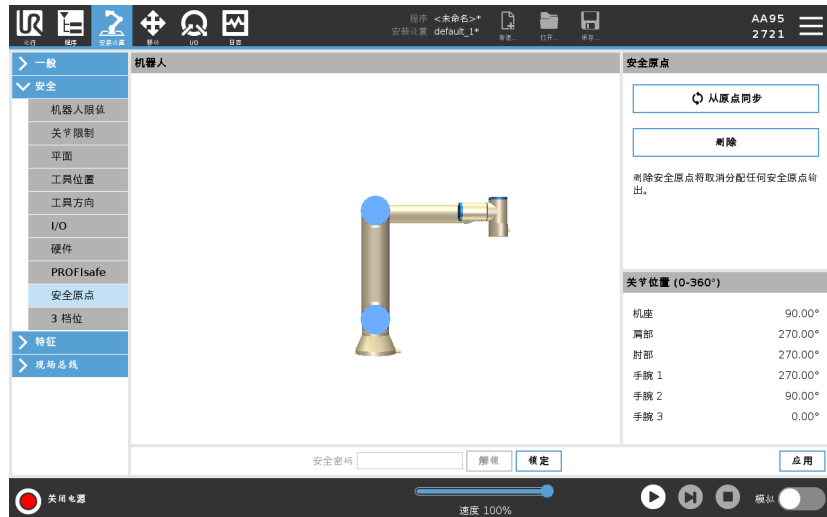 UR
运行
程序
安装设置
移动
I/O
日志
程序 <未命名>*
安装设置 default_1*
新建...
打开...
保存...
AA95
2721
一般
安全
机器人限值
关节限制
平面
工具位置
工具方向
I/O
硬件
PROFIsafe
安全原点
3 档位
特征
现场总线
机器人
安全原点
从原点同步
删除
删除安全原点将取消分配任何安全原点输
出。
关节位置 (0-360°)
机座 90.00°
肩部 270.00°
肘部 270.00°
手腕 1 270.00°
手腕 2 90.00°
手腕 3 0.00°
安全密码
解锁
锁定
应用
关闭电源
速度 100%
模拟